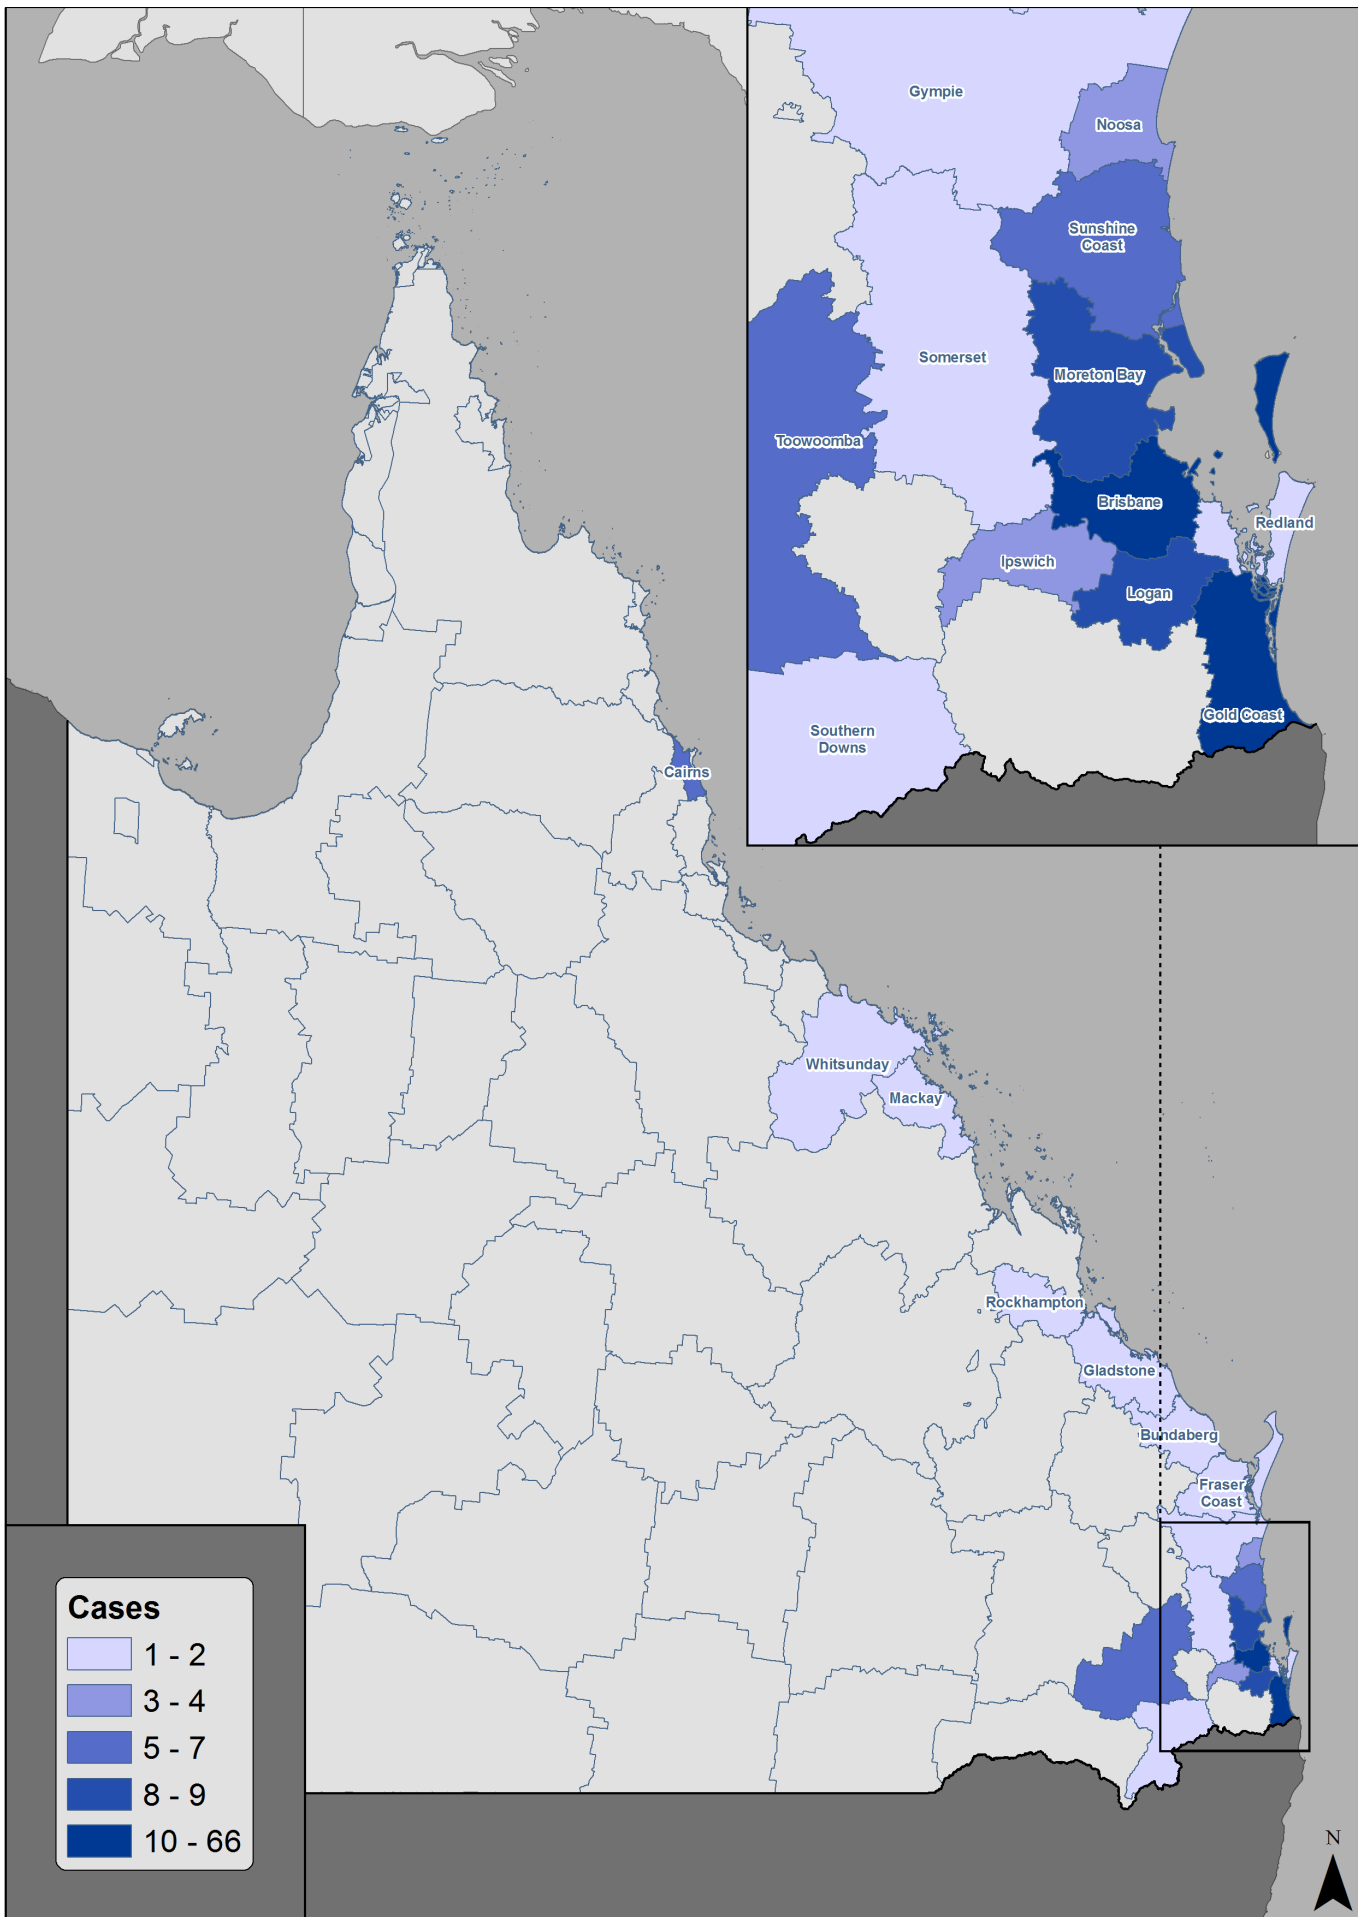 Gympie
Noosa
Sunshine
Coast
Somerset
Moreton Bay
Toowoomba
Brisbane
Redland
Ipswich
Logan
Gold Coast
Southern
Downs
Cairns
Whitsunday
Mackay
Rockhampton
Gladstone
Bundaberg
Fraser
Coast
Cases
1 - 2
3 - 4
5 - 7
8 - 9
10 - 66
N